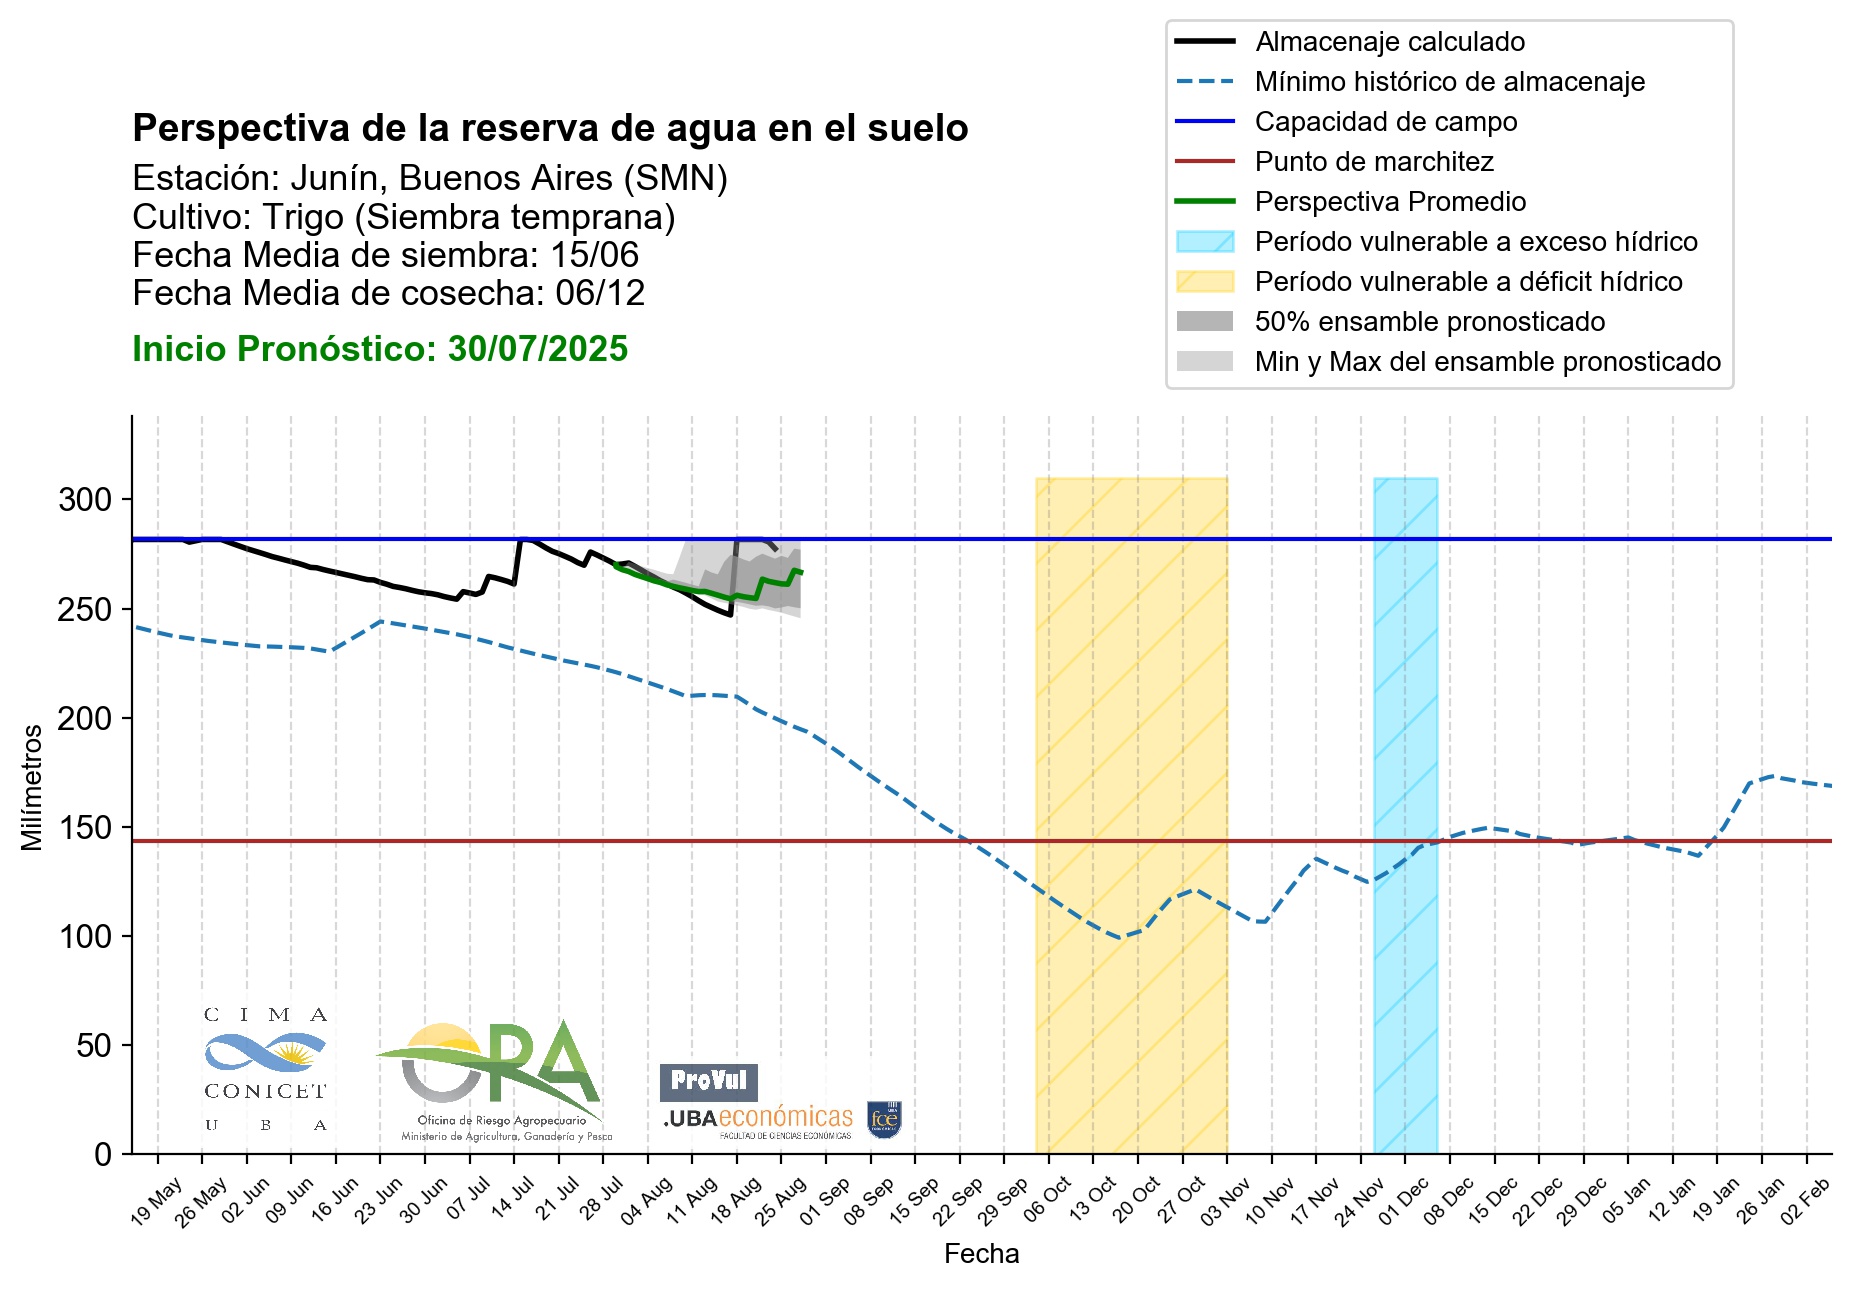 Almacenaje calculado
Mínimo histórico de almacenaje
Capacidad de campo
Punto de marchitez
Perspectiva Promedio
Período vulnerable a exceso hídrico
Período vulnerable a déficit hídrico
50% ensamble pronosticado
Min y Max del ensamble pronosticado
Perspectiva de la reserva de agua en el suelo
Estación: Junín, Buenos Aires (SMN)
Cultivo: Trigo (Siembra temprana)
Fecha Media de siembra: 15/06
Fecha Media de cosecha: 06/12
Inicio Pronóstico: 30/07/2025
Milímetros
300
250
200
150
100
50
0
CIMA
CONICET
UBA
ORA
Oficina de Riesgo Agropecuario
Ministerio de Agricultura, Ganadería y Pesca
ProVul
.UBAeconómicas
FACULTAD DE CIENCIAS ECONÓMICAS
UBA
fce
19 May
26 May
02 Jun
09 Jun
16 Jun
23 Jun
30 Jun
07 Jul
14 Jul
21 Jul
28 Jul
04 Aug
11 Aug
18 Aug
25 Aug
01 Sep
08 Sep
15 Sep
22 Sep
29 Sep
06 Oct
13 Oct
20 Oct
27 Oct
03 Nov
10 Nov
17 Nov
24 Nov
01 Dec
08 Dec
15 Dec
22 Dec
29 Dec
05 Jan
12 Jan
19 Jan
26 Jan
02 Feb
Fecha